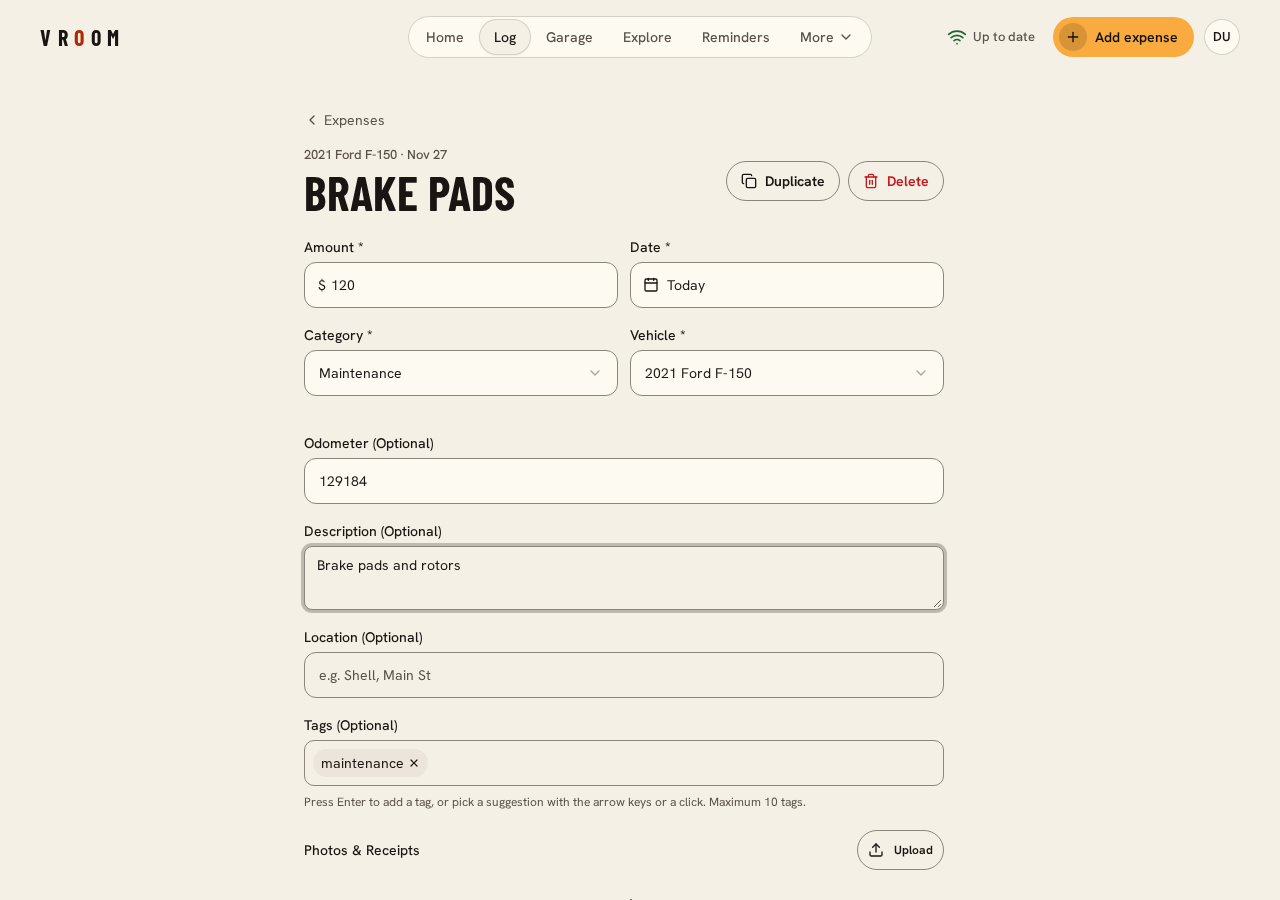 VROOM
Home Log Garage Explore Reminders More
Up to date
Add expense
DU
Expenses
2021 Ford F-150 · Nov 27
BRAKE PADS
Duplicate
Delete
Amount * Date *
$ 120 Today
Category * Vehicle *
Maintenance 2021 Ford F-150
Odometer (Optional)
129184
Description (Optional)
Brake pads and rotors
Location (Optional)
e.g. Shell, Main St
Tags (Optional)
maintenance
Press Enter to add a tag, or pick a suggestion with the arrow keys or a click. Maximum 10 tags.
Photos & Receipts Upload